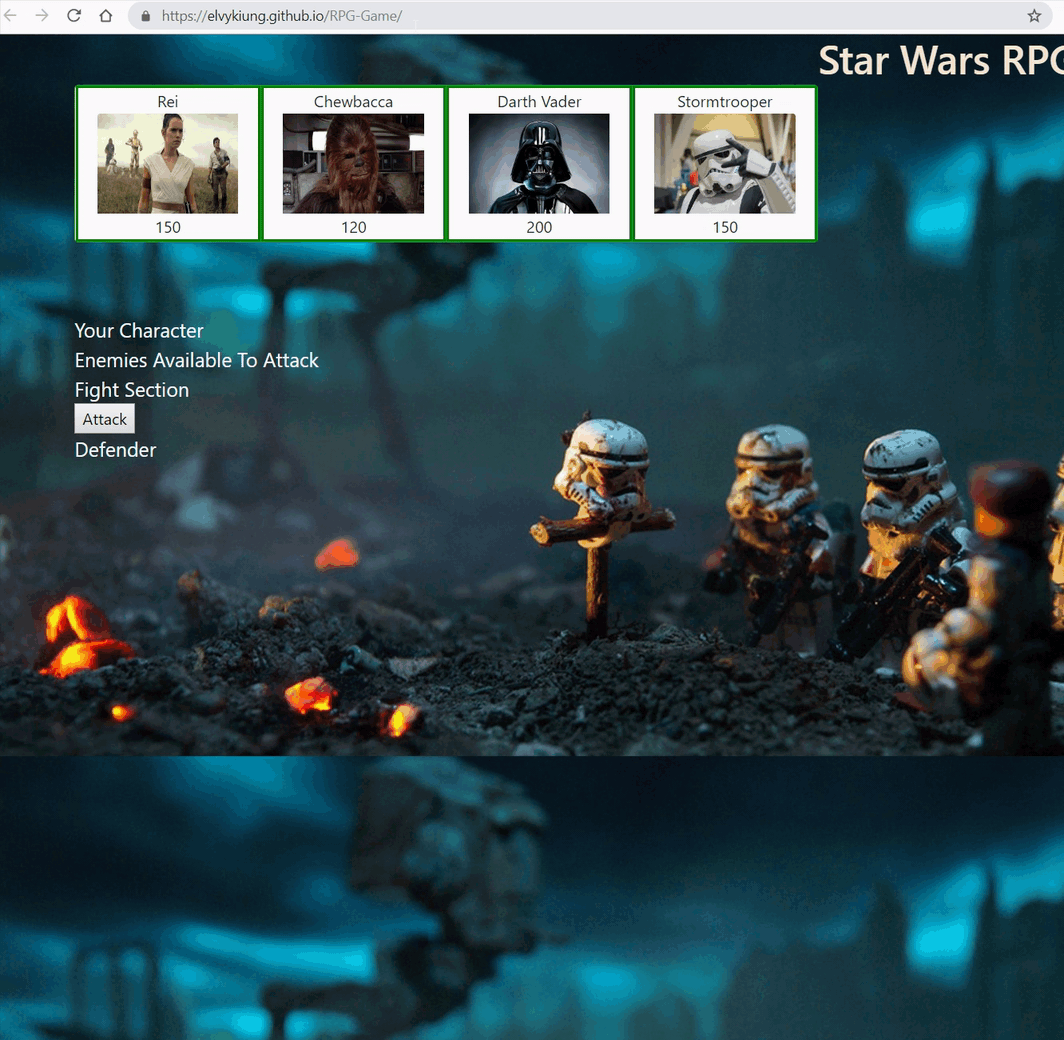 https://elvykiung.github.io/RPG-Game/
Star Wars RPG
Rei
Chewbacca
Darth Vader
Stormtrooper
150
120
200
150
Your Character
Enemies Available To Attack
Fight Section
Attack
Defender